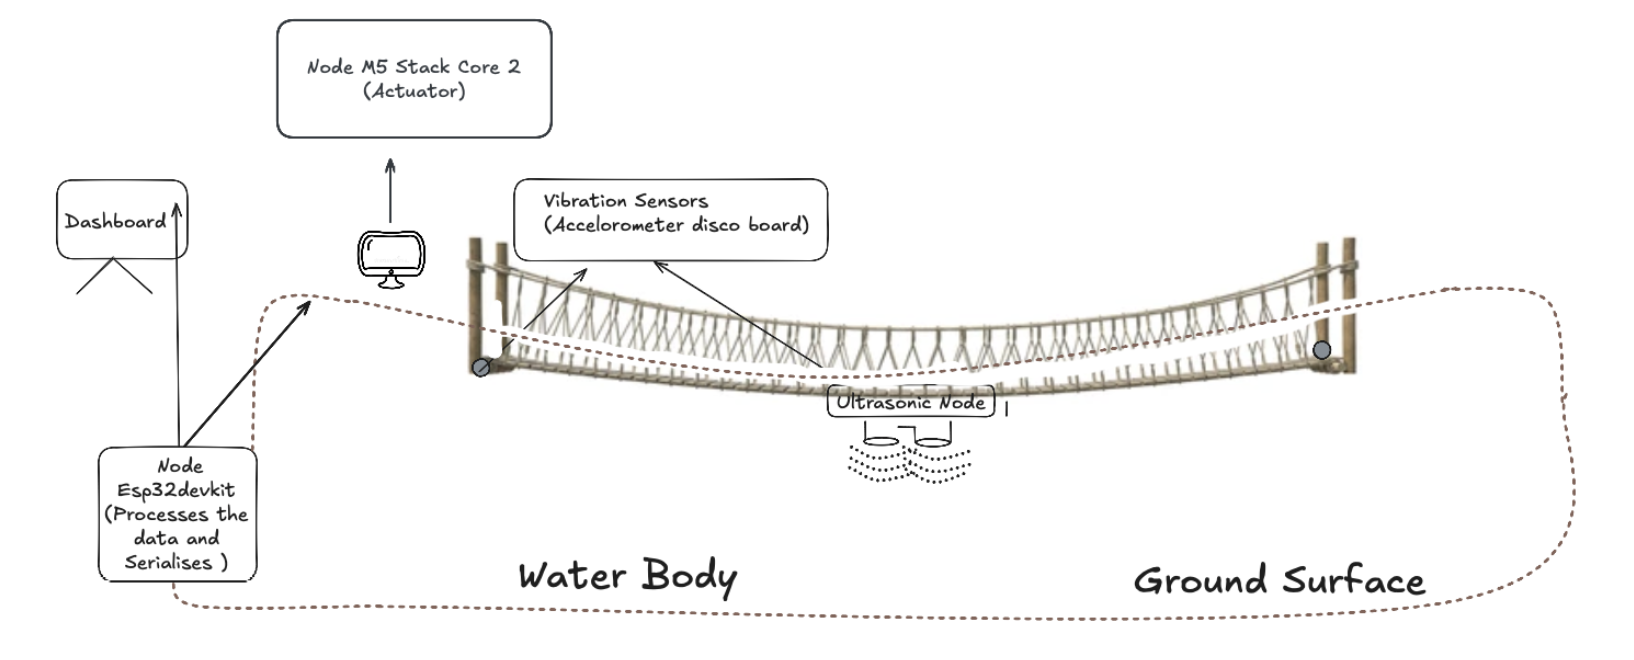 Node M5 Stack Core 2
(Actuator)
Dashboard
Vibration Sensors
(Accelorometer disco board)
Ultrasonic Node
Node
Esp32devkit
(Processes the
data and
Serialises )
Water Body
Ground Surface